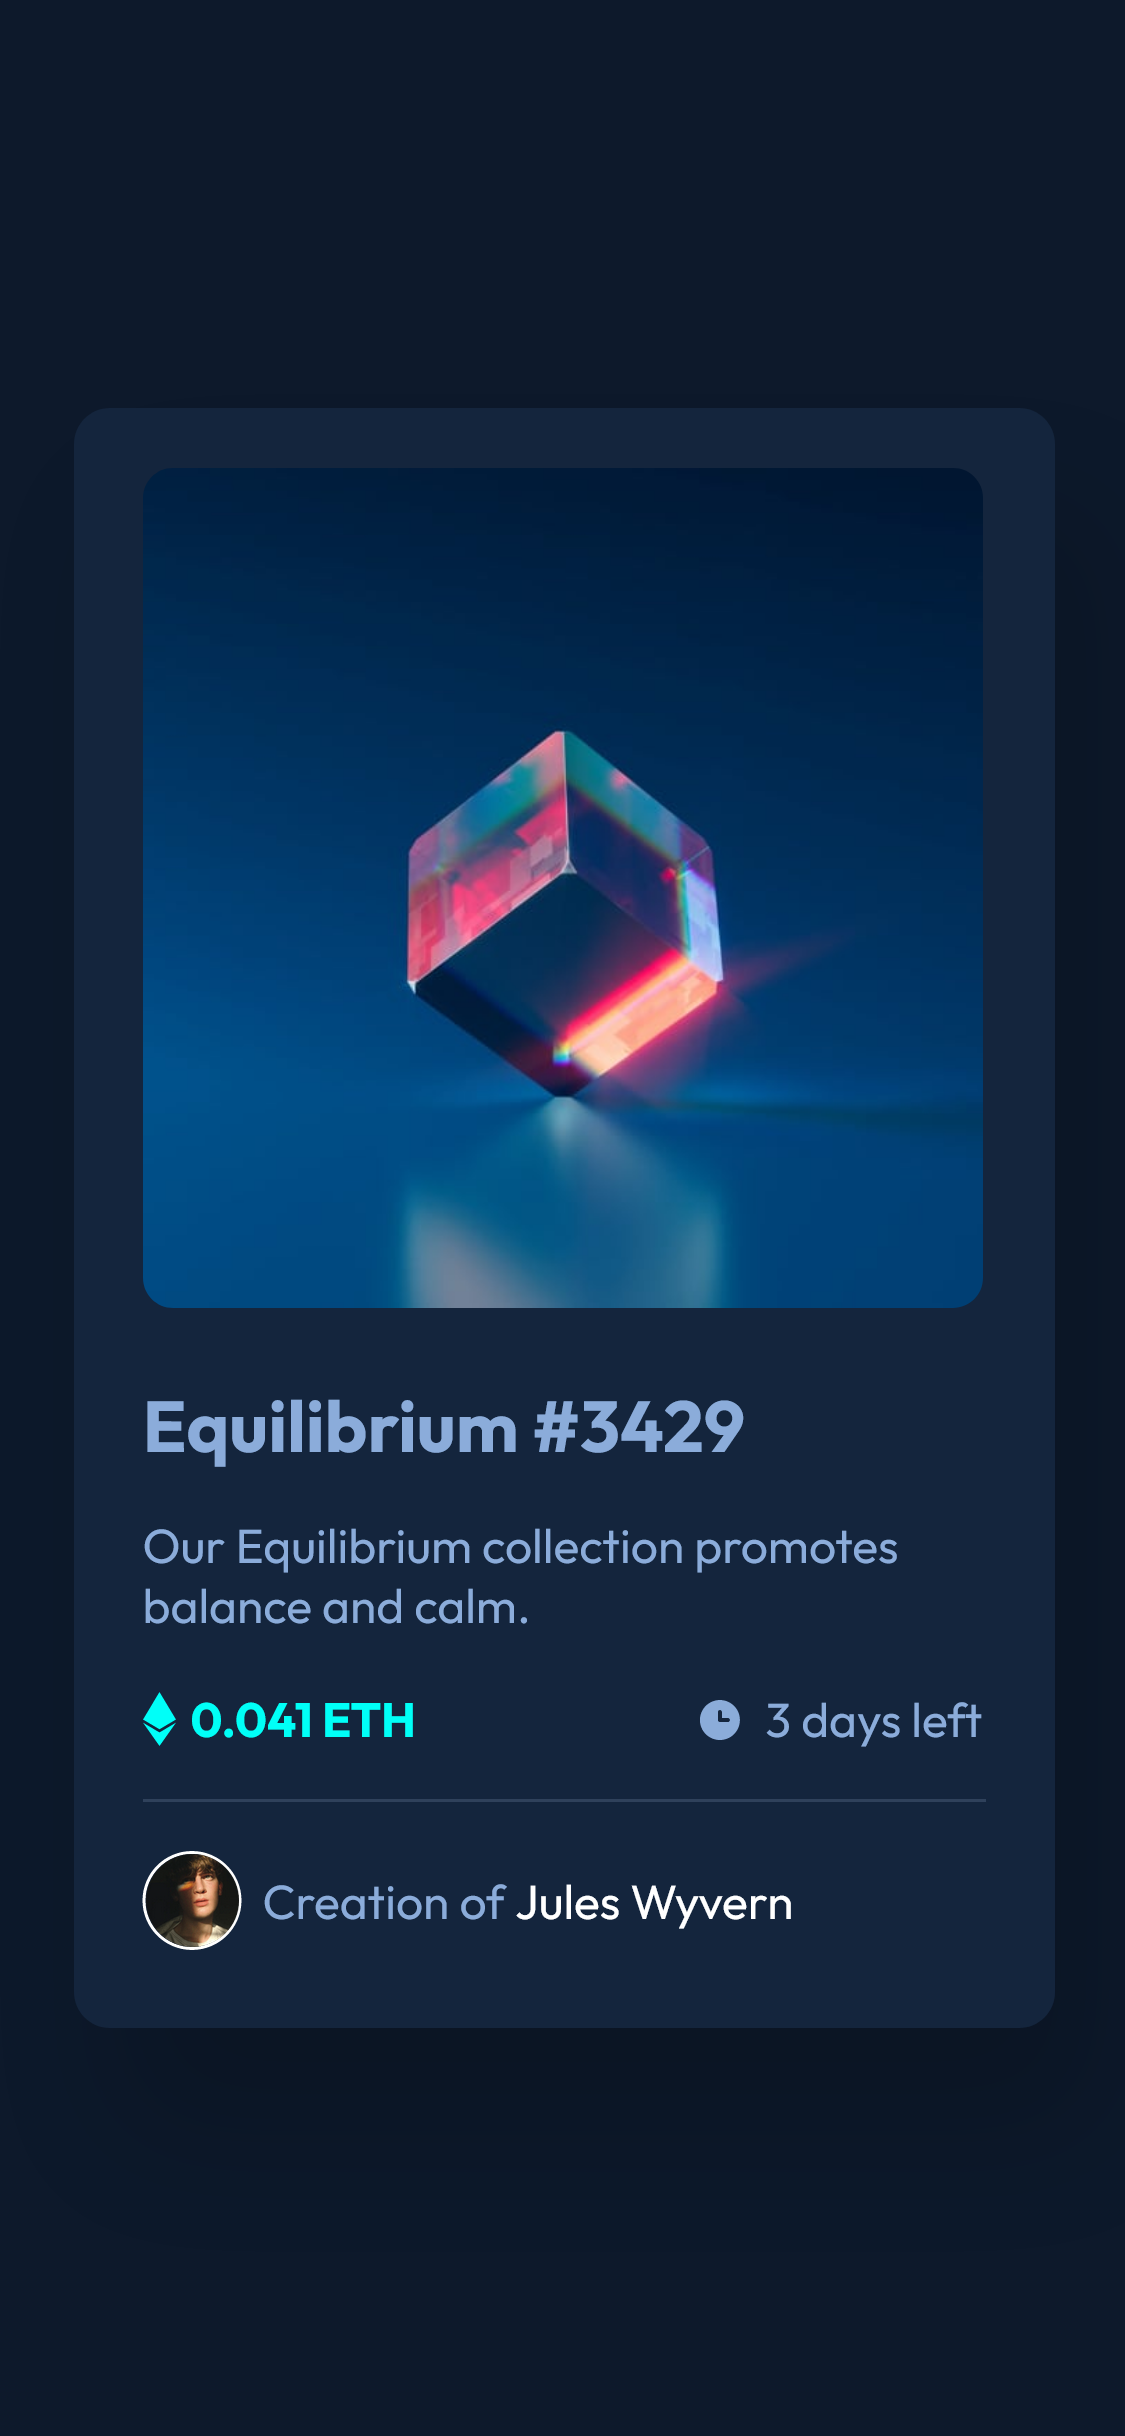 Equilibrium #3429
Our Equilibrium collection promotes
balance and calm.
0.041 ETH
3 days left
Creation of Jules Wyvern